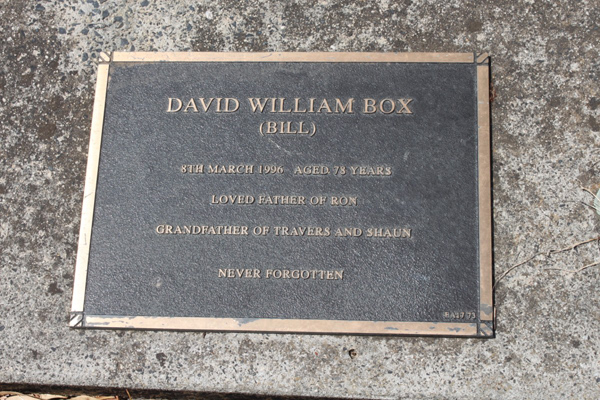 DAVID WILLIAM BOX
(BILL)
8TH MARCH 1996 AGED 78 YEARS
LOVED FATHER OF RON
GRANDFATHER OF TRAVERS AND SHAUN
NEVER FORGOTTEN